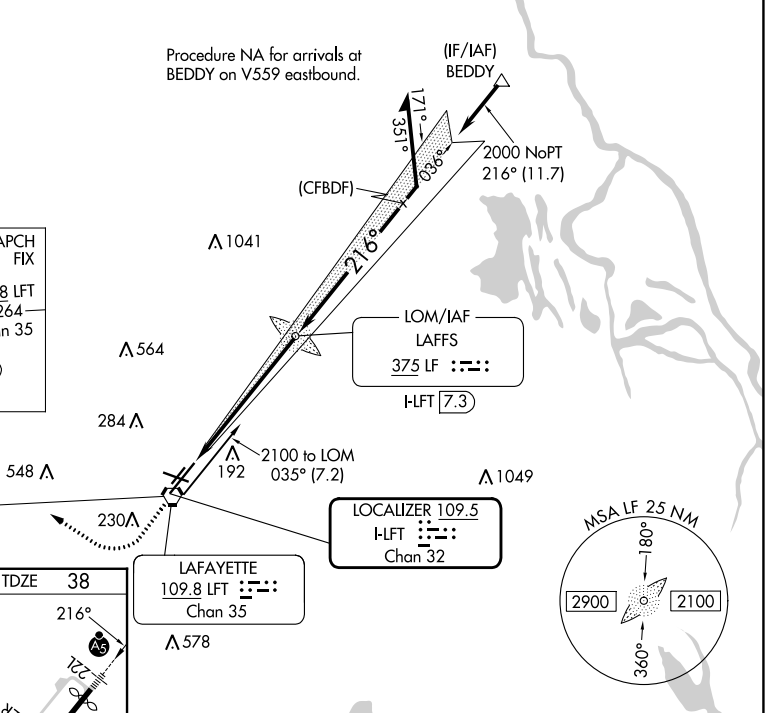 Procedure NA for arrivals at
BEDDY on V559 eastbound.
(IF/IAF)
BEDDY
171°
351°
036°
2000 NoPT
216° (11.7)
(CFBDF)
216°
1041
APCH
FIX
8 LFT
264
n 35
)
LOM/IAF
LAFFS
375 LF
I-LFT 7.3
564
284
548
192
2100 to LOM
035° (7.2)
1049
230
LOCALIZER 109.5
I-LFT
Chan 32
LAFAYETTE
109.8 LFT
Chan 35
578
MSA LF 25 NM
180°
2900
2100
360°
TDZE 38
216°
A5
22L